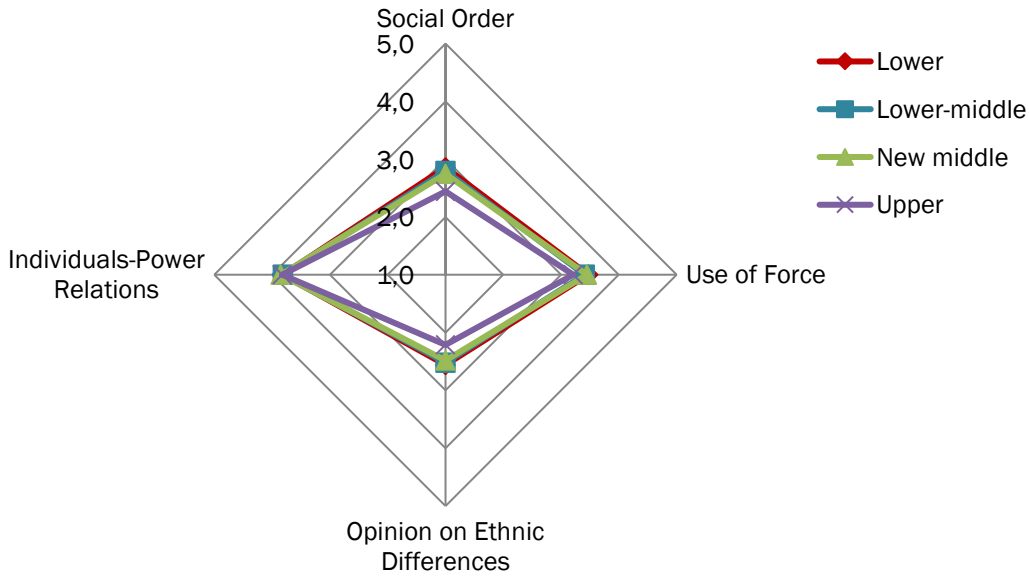 Social Order
5,0
4,0
3,0
2,0
1,0
Individuals-Power
Relations
Use of Force
Opinion on Ethnic
Differences
Lower
Lower-middle
New middle
Upper